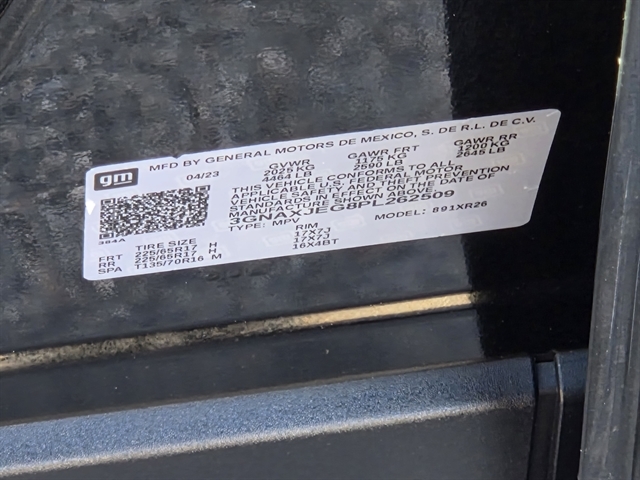 gm
MFD BY GENERAL MOTORS DE MEXICO, S. DE R.L. DE C.V.
04/23 GVWR GAWR FRT GAWR RR
2025 KG 1175 KG 1200 KG
4464 LB 2590 LB 2645 LB
THIS VEHICLE CONFORMS TO ALL
APPLICABLE U.S. FEDERAL MOTOR
VEHICLE SAFETY AND THEFT PREVENTION
STANDARDS IN EFFECT ON THE DATE OF
MANUFACTURE SHOWN ABOVE.
3GNAXJEG8PL262509
TYPE: MPV MODEL: 891XR26
384A
TIRE SIZE RIM
FRT 225/65R17 H 17X7J
RR 225/65R17 H 17X7J
SPA T135/70R16 M 16X4BT